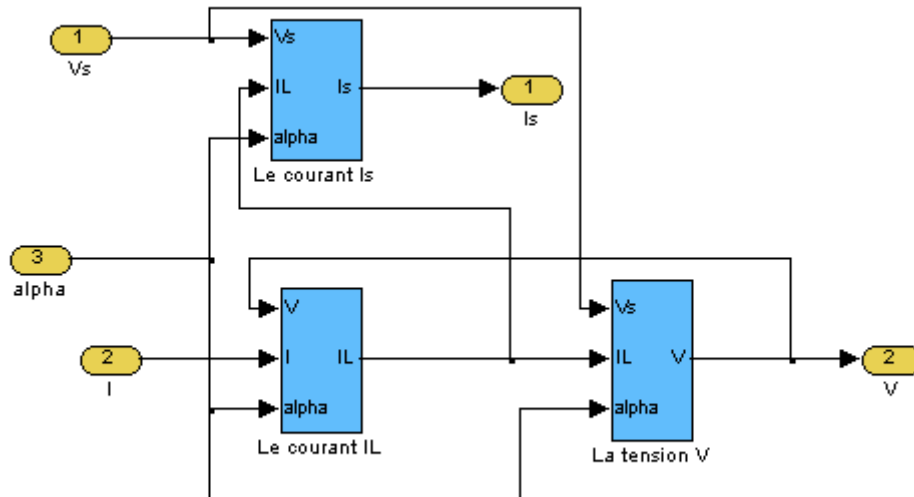 1
Vs
Vs
IL
Is
alpha
Le courant Is
1
Is
3
alpha
2
I
V
I
IL
alpha
Le courant IL
Vs
IL
V
alpha
La tension V
2
V